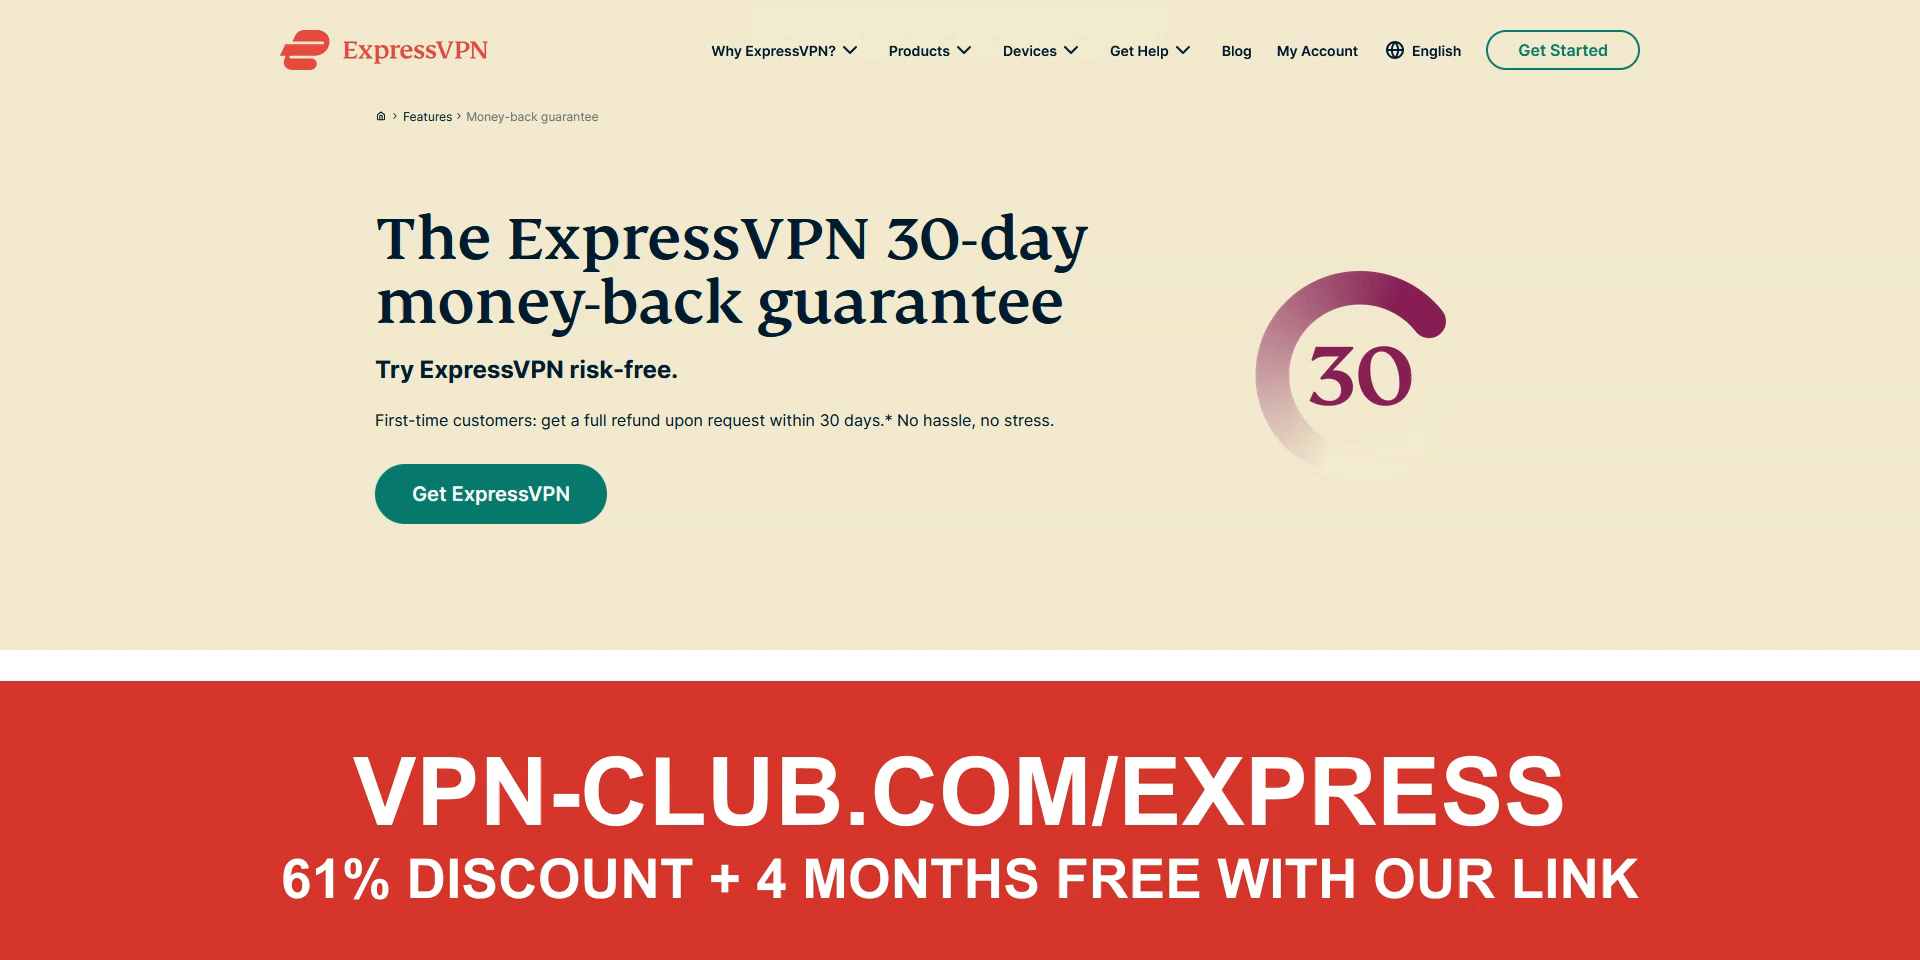 ExpressVPN
Why ExpressVPN? Products Devices Get Help Blog My Account English Get Started
Features > Money-back guarantee
The ExpressVPN 30-day
money-back guarantee
Try ExpressVPN risk-free.
First-time customers: get a full refund upon request within 30 days.* No hassle, no stress.
Get ExpressVPN
30
VPN-CLUB.COM/EXPRESS
61% DISCOUNT + 4 MONTHS FREE WITH OUR LINK